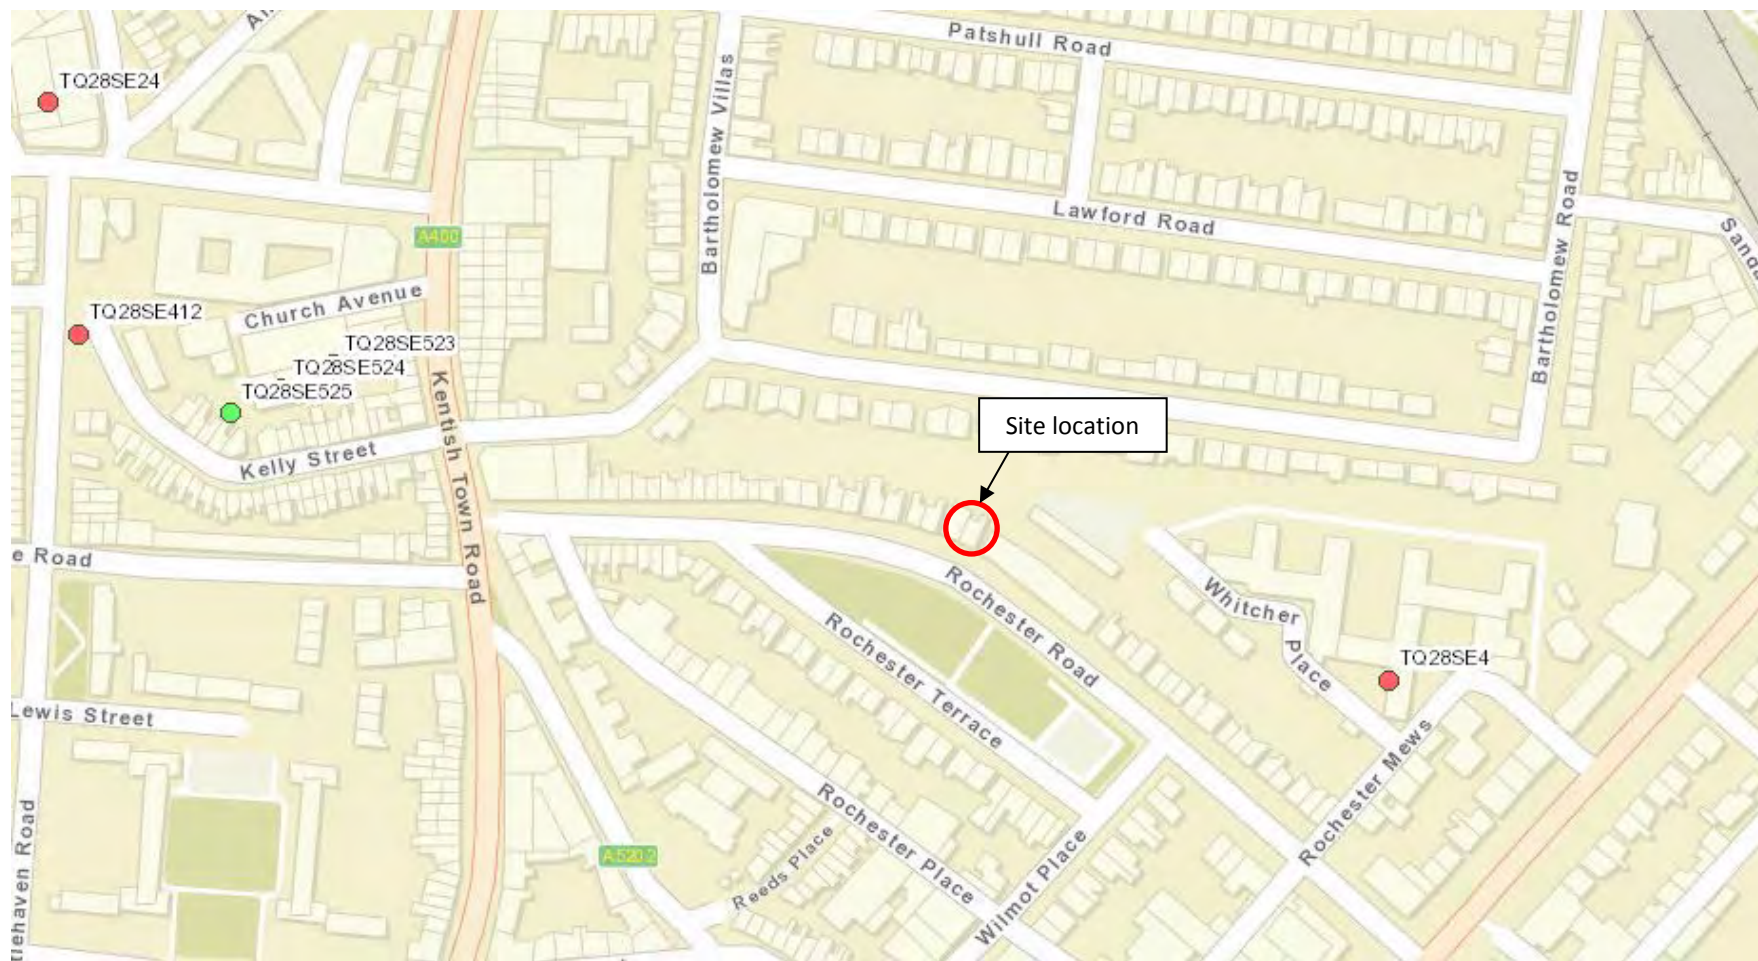 Patshull Road
TQ28SE24
Bartholomew Villas
Lawford Road
Bartholomew Road
A400
Church Avenue
TQ28SE412
TQ28SE523
TQ28SE524
TQ28SE525
Kentish Town Road
Site location
Kelly Street
e Road
Rochester Road
Whitcher Place
Rochester Terrace
TQ28SE4
Lewis Street
Rochester Mews
Rochester Place
Reeds Place
A5202
Wilmot Place
tlehaven Road